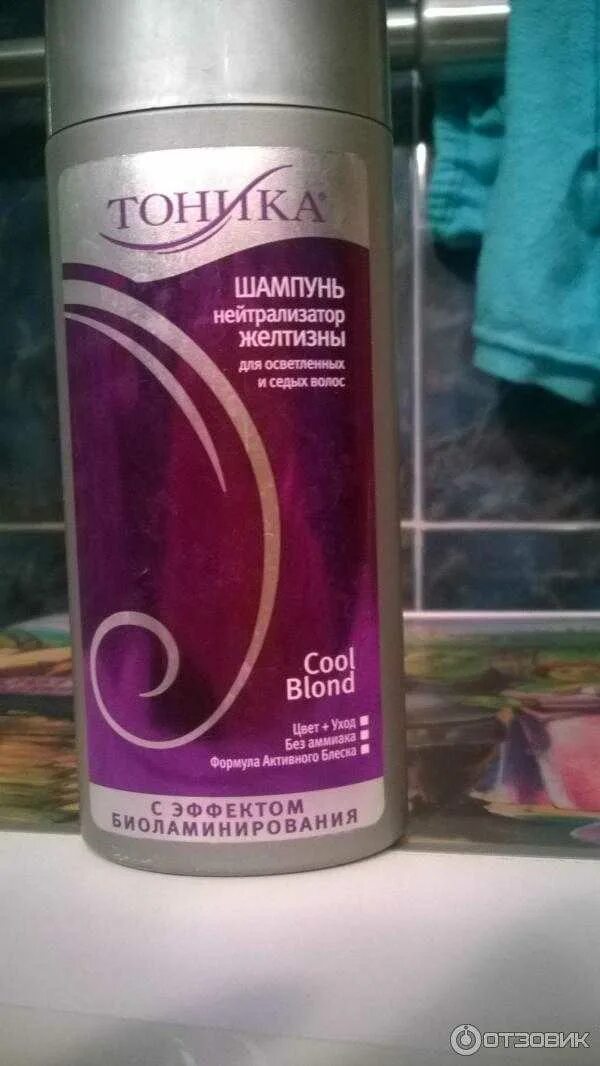 ТОНИКА®
ШАМПУНЬ
нейтрализатор
ЖЕЛТИЗНЫ
для осветленных
и седых волос
Cool
Blond
Цвет + Уход
Без аммиака
Формула Активного Блеска
С ЭФФЕКТОМ
БИОЛАМИНИРОВАНИЯ
ОТЗОВИК